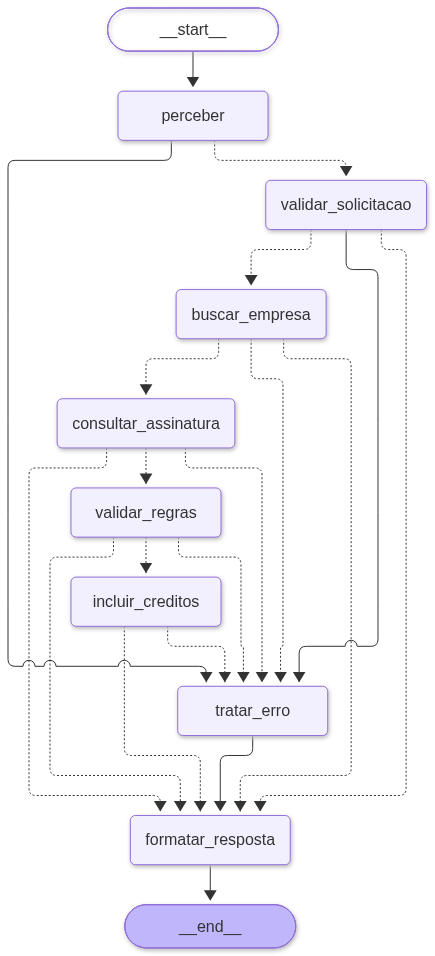 __start__
perceber
validar_solicitacao
buscar_empresa
consultar_assinatura
validar_regras
incluir_creditos
tratar_erro
formatar_resposta
__end__